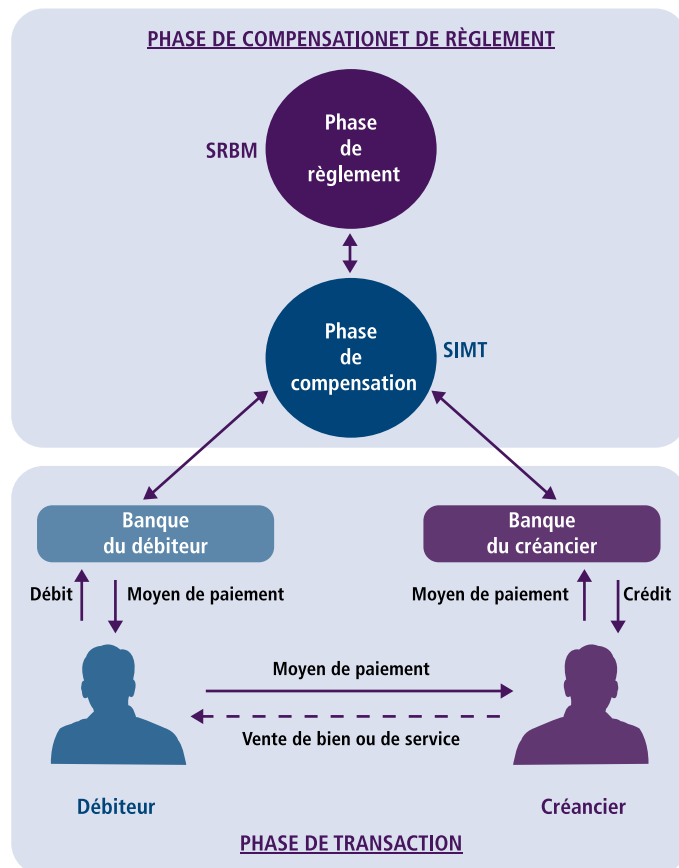 PHASE DE COMPENSATIONET DE RÈGLEMENT
Phase
de
règlement
SRBM
Phase
de
compensation
SIMT
Banque
du débiteur
Banque
du créancier
Débit
Moyen de paiement
Moyen de paiement
Crédit
Moyen de paiement
Vente de bien ou de service
Débiteur
Créancier
PHASE DE TRANSACTION